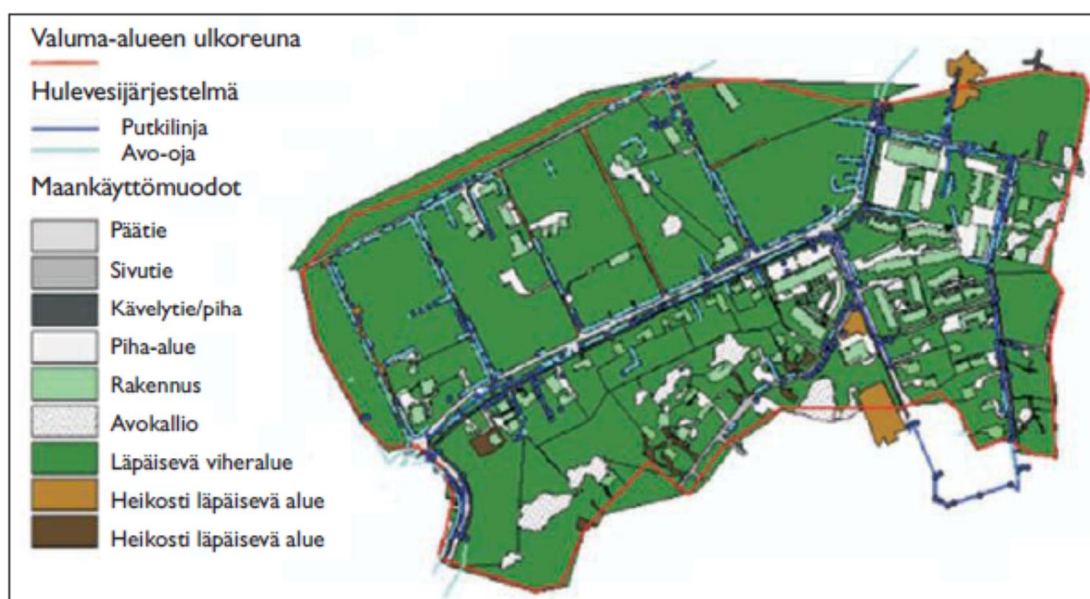 Valuma-alueen ulkoreuna
Hulevesijärjestelmä
Putkilinja
Avo-oja
Maankäyttömuodot
Päätie
Sivutie
Kävelytie/piha
Piha-alue
Rakennus
Avokallio
Läpäisevä viheralue
Heikosti läpäisevä alue
Heikosti läpäisevä alue